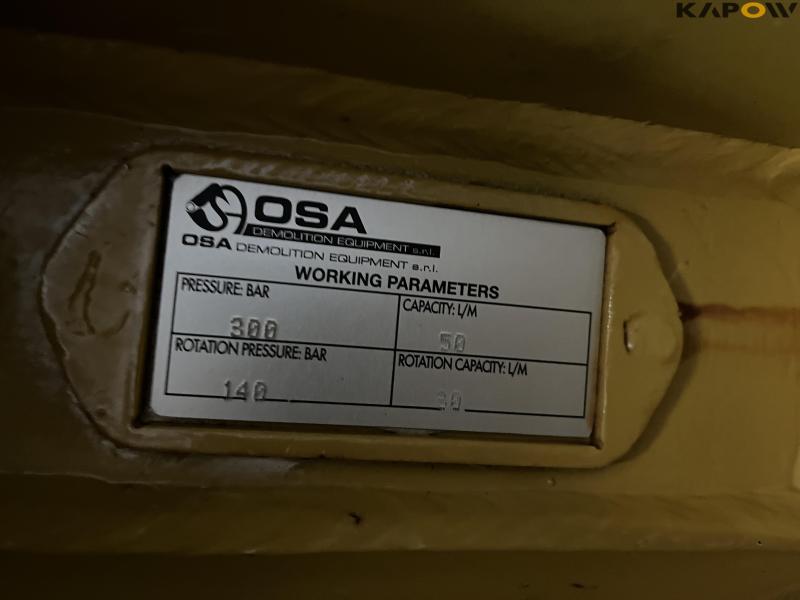 KAPOW
OSA
DEMOLITION EQUIPMENT s.r.l.
OSA DEMOLITION EQUIPMENT s.r.l.
WORKING PARAMETERS
PRESSURE: BAR
300
CAPACITY: L/M
50
ROTATION PRESSURE: BAR
140
ROTATION CAPACITY: L/M